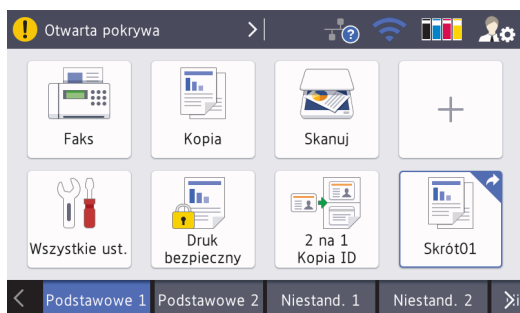 Otwarta pokrywa
Faks
Kopia
Skanuj
Wszystkie ust.
Druk
bezpieczny
2 na 1
Kopia ID
Skrót01
Podstawowe 1
Podstawowe 2
Niestand. 1
Niestand. 2